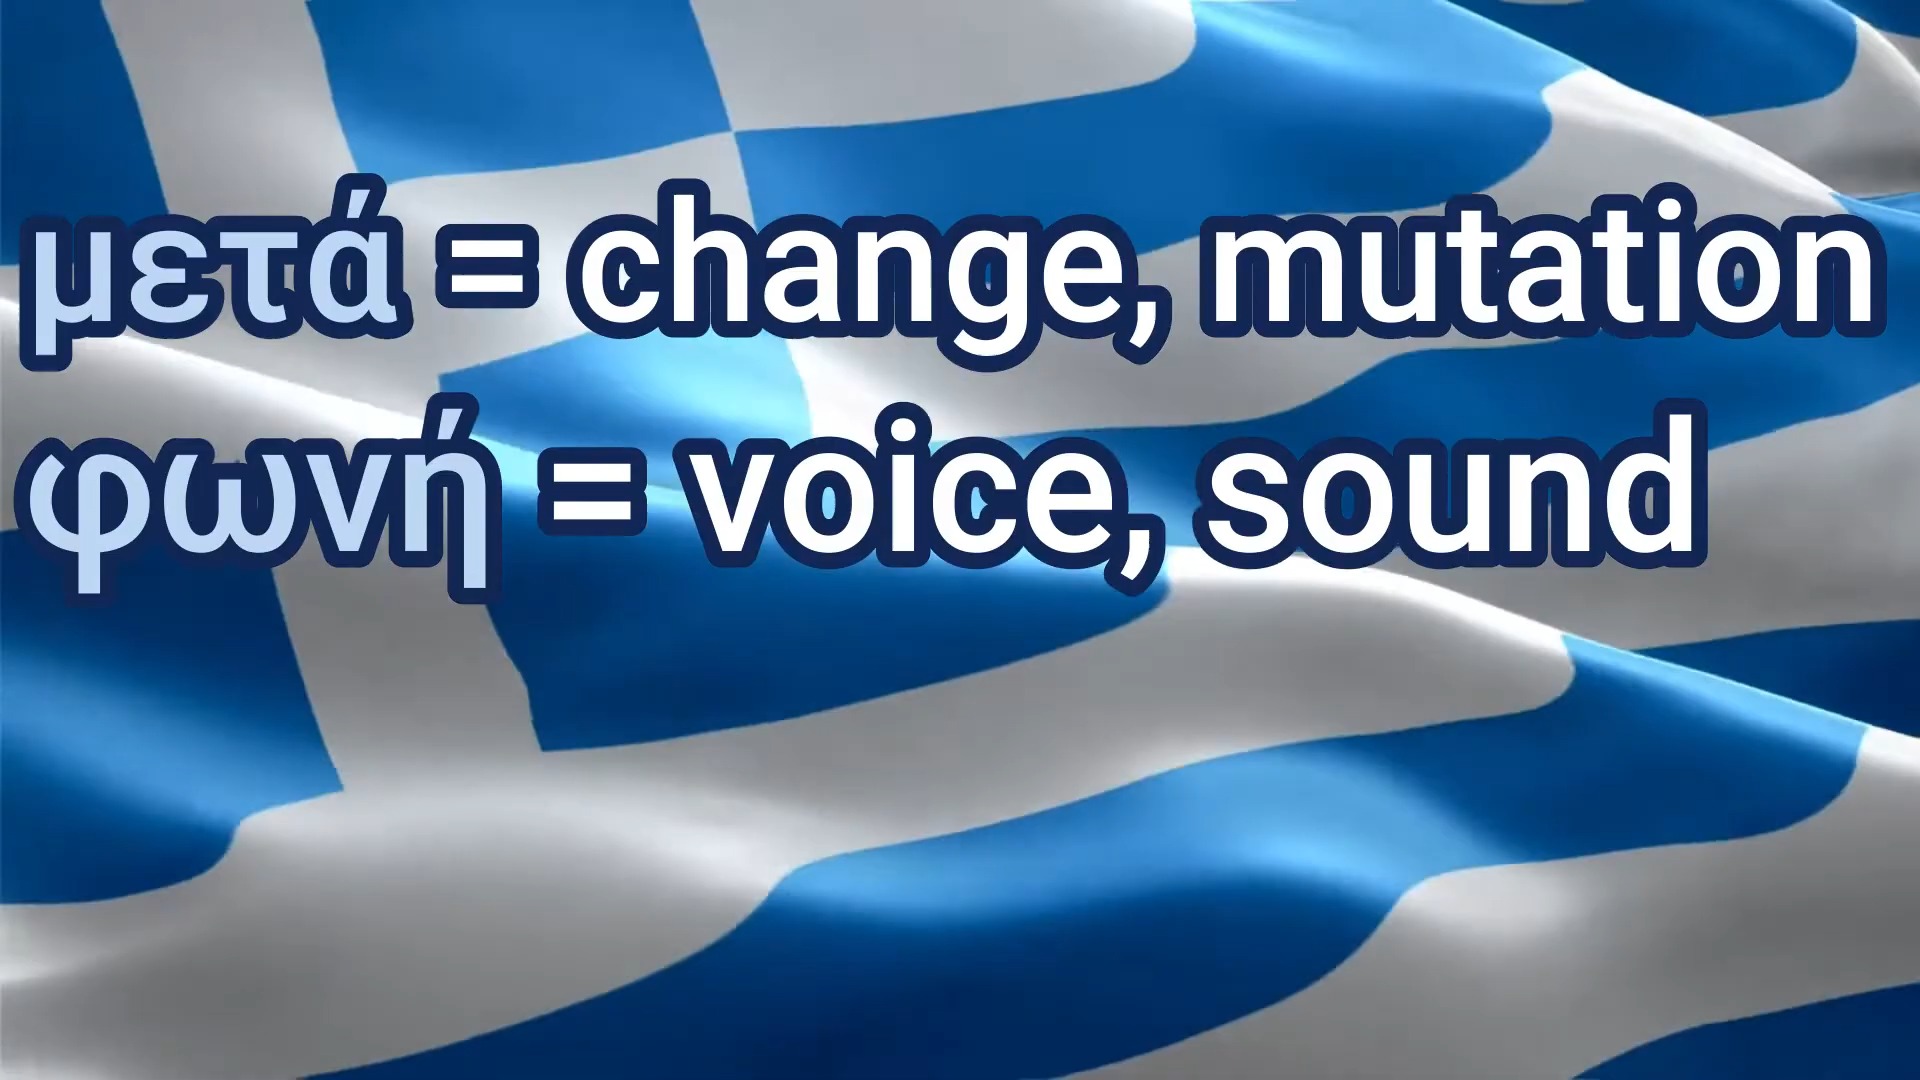 μετά = change, mutation
φωνή = voice, sound